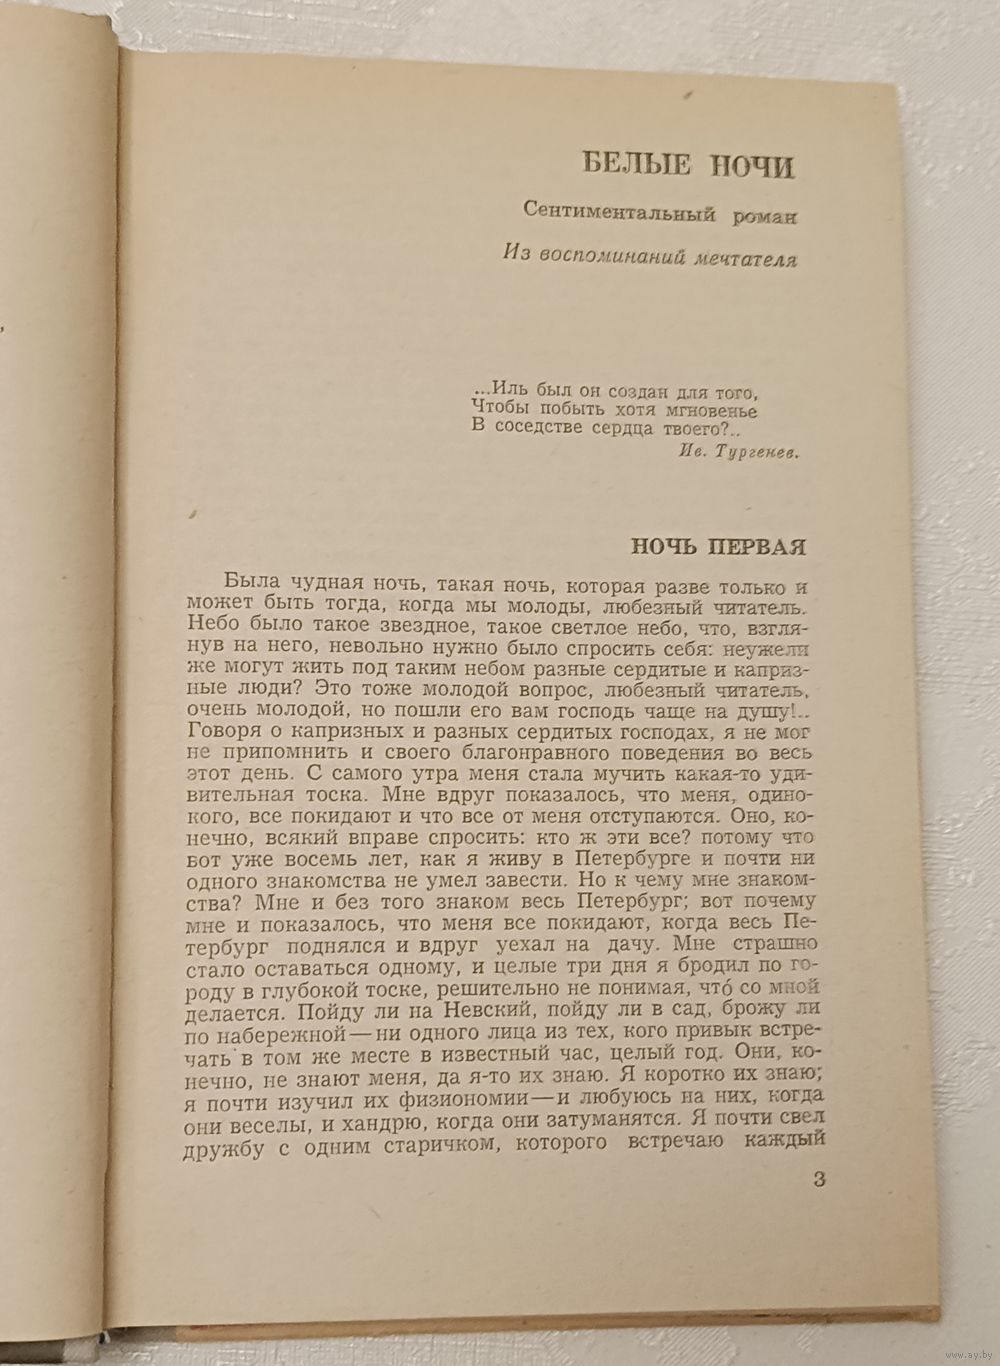 БЕЛЫЕ НОЧИ
Сентиментальный роман
Из воспоминаний мечтателя
...Иль был он создан для того,
Чтобы побыть хотя мгновенье
В соседстве сердца твоего?..
Ив. Тургенев.
НОЧЬ ПЕРВАЯ
Была чудная ночь, такая ночь, которая разве только и
может быть тогда, когда мы молоды, любезный читатель.
Небо было такое звездное, такое светлое небо, что, взгля-
нув на него, невольно нужно было спросить себя: неужели
же могут жить под таким небом разные сердитые и каприз-
ные люди? Это тоже молодой вопрос, любезный читатель,
очень молодой, но пошли его вам господь чаще на душу!..
Говоря о капризных и разных сердитых господах, я не мог
не припомнить и своего благонравного поведения во весь
этот день. С самого утра меня стала мучить какая-то уди-
вительная тоска. Мне вдруг показалось, что меня, одино-
кого, все покидают и что все от меня отступаются. Оно, ко-
нечно, всякий вправе спросить: кто ж эти все? потому что
вот уже восемь лет, как я живу в Петербурге и почти ни
одного знакомства не умел завести. Но к чему мне знаком-
ства? Мне и без того знаком весь Петербург; вот почему
мне и показалось, что меня все покидают, когда весь Пе-
тербург поднялся и вдруг уехал на дачу. Мне страшно
стало оставаться одному, и целые три дня я бродил по го-
роду в глубокой тоске, решительно не понимая, что́ со мной
делается. Пойду ли на Невский, пойду ли в сад, брожу ли
по набережной — ни одного лица из тех, кого привык встре-
чать в том же месте в известный час, целый год. Они, ко-
нечно, не знают меня, да я-то их знаю. Я коротко их знаю;
я почти изучил их физиономии — и любуюсь на них, когда
они веселы, и хандрю, когда они затуманятся. Я почти свел
дружбу с одним старичком, которого встречаю каждый
3
www.ay.by